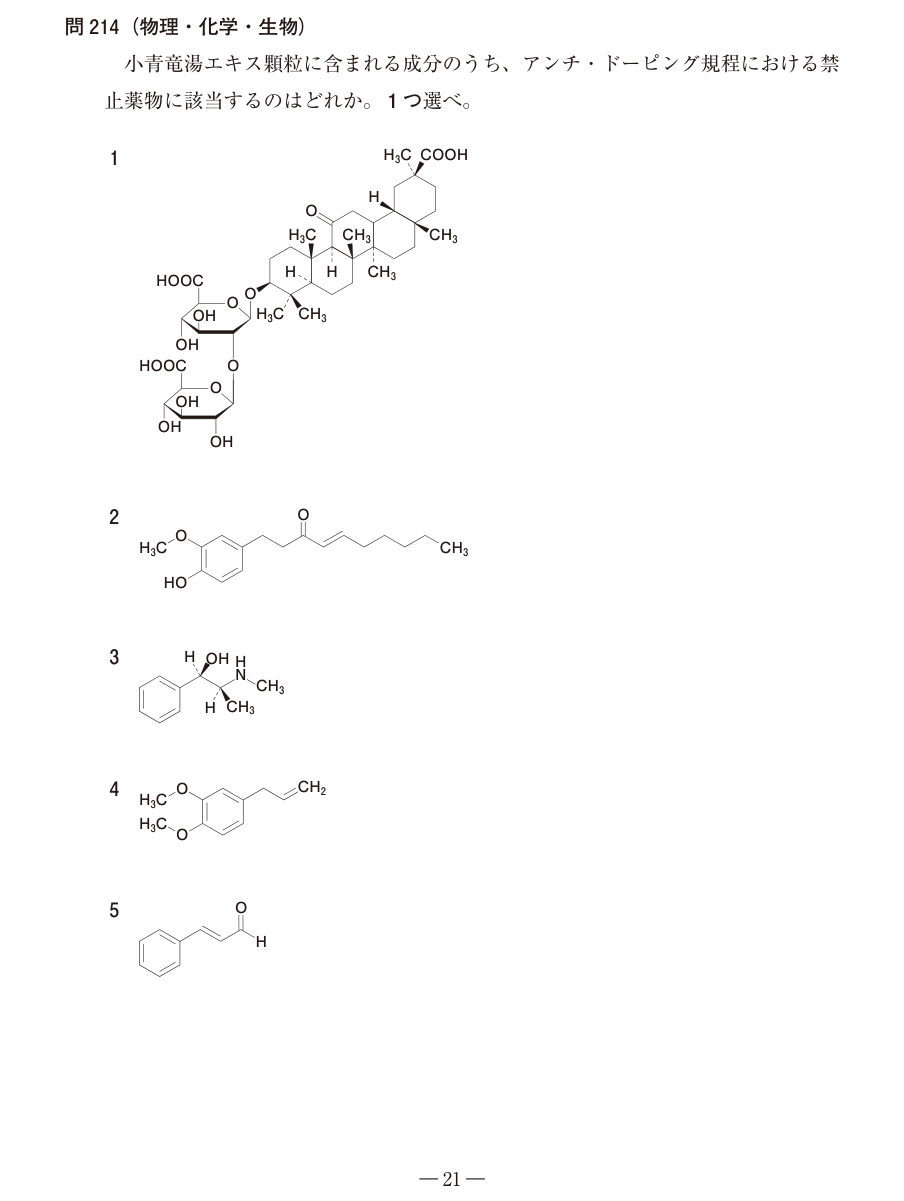 問 214（物理・化学・生物）
小青竜湯エキス顆粒に含まれる成分のうち、アンチ・ドーピング規程における禁
止薬物に該当するのはどれか。1つ選べ。
1
H₃C COOH
H
O
H₃C CH₃ CH₃
H H CH₃
HOOC
O
O H₃C CH₃
OH
OH
HOOC O
O
OH
OH
OH
2
O
O
H₃C CH₃
HO
3
H OH H
N
CH₃
H CH₃
4
O CH₂
H₃C
H₃C
O
5
O
H
— 21 —